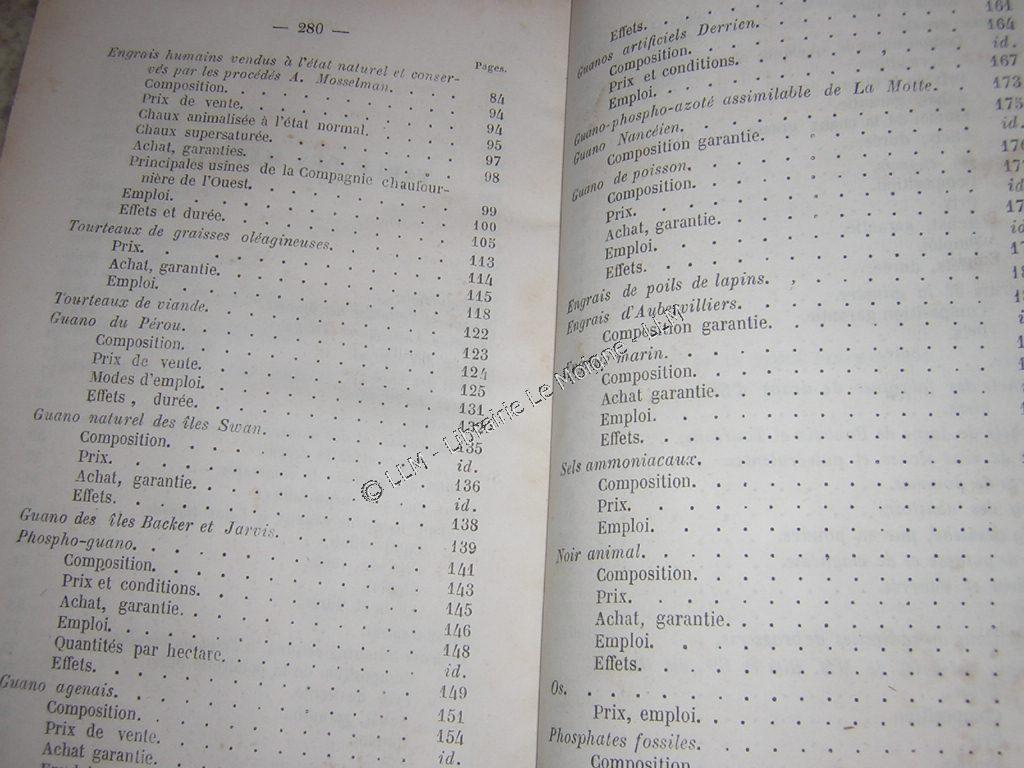 — 280 —
Pages.
Engrais humains vendus à l'état naturel et conser-
vés par les procédés A. Mosselman. 84
Composition. 94
Prix de vente. 94
Chaux animalisée à l'état normal. 95
Chaux supersaturée. 97
Achat, garanties. 98
Principales usines de la Compagnie chaufour-
nière de l'Ouest. 99
Emploi. 100
Effets et durée. 105
Tourteaux de graisses oléagineuses. 113
Prix. 114
Achat, garantie. 115
Emploi. 118
Tourteaux de viande. 122
Guano du Pérou. 123
Composition. 124
Prix de vente. 125
Modes d'emploi. 131
Effets, durée.
Guano naturel des îles Swan. 135
Composition. id.
Prix. 136
Achat, garantie. id.
Effets. 138
Guano des îles Backer et Jarvis. 139
Phospho-guano. 141
Composition. 143
Prix et conditions. 145
Achat, garantie. 146
Emploi. 148
Quantités par hectare. id.
Effets. 149
Guano agenais. 151
Composition. 154
Prix de vente. id.
Achat garantie.
Effets. 161
Guanos artificiels Derrien. 164
Composition. id.
Prix et conditions. 167
Emploi.
Guano-phospho-azoté assimilable de La Motte. 173
Guano Nancéien. 175
Composition garantie. id.
Guano de poisson.
Composition.
Prix.
Achat, garantie.
Emploi.
Effets.
Engrais de poils de lapins.
Engrais d'Aubervilliers.
Composition garantie.
marin.
Composition.
Achat garantie.
Emploi.
Effets.
Sels ammoniacaux.
Composition.
Prix.
Emploi.
Noir animal.
Composition.
Prix.
Achat, garantie.
Emploi.
Effets.
Os.
Prix, emploi.
Phosphates fossiles.
Composition.
© LLM - Librairie Le Moigne - LLM